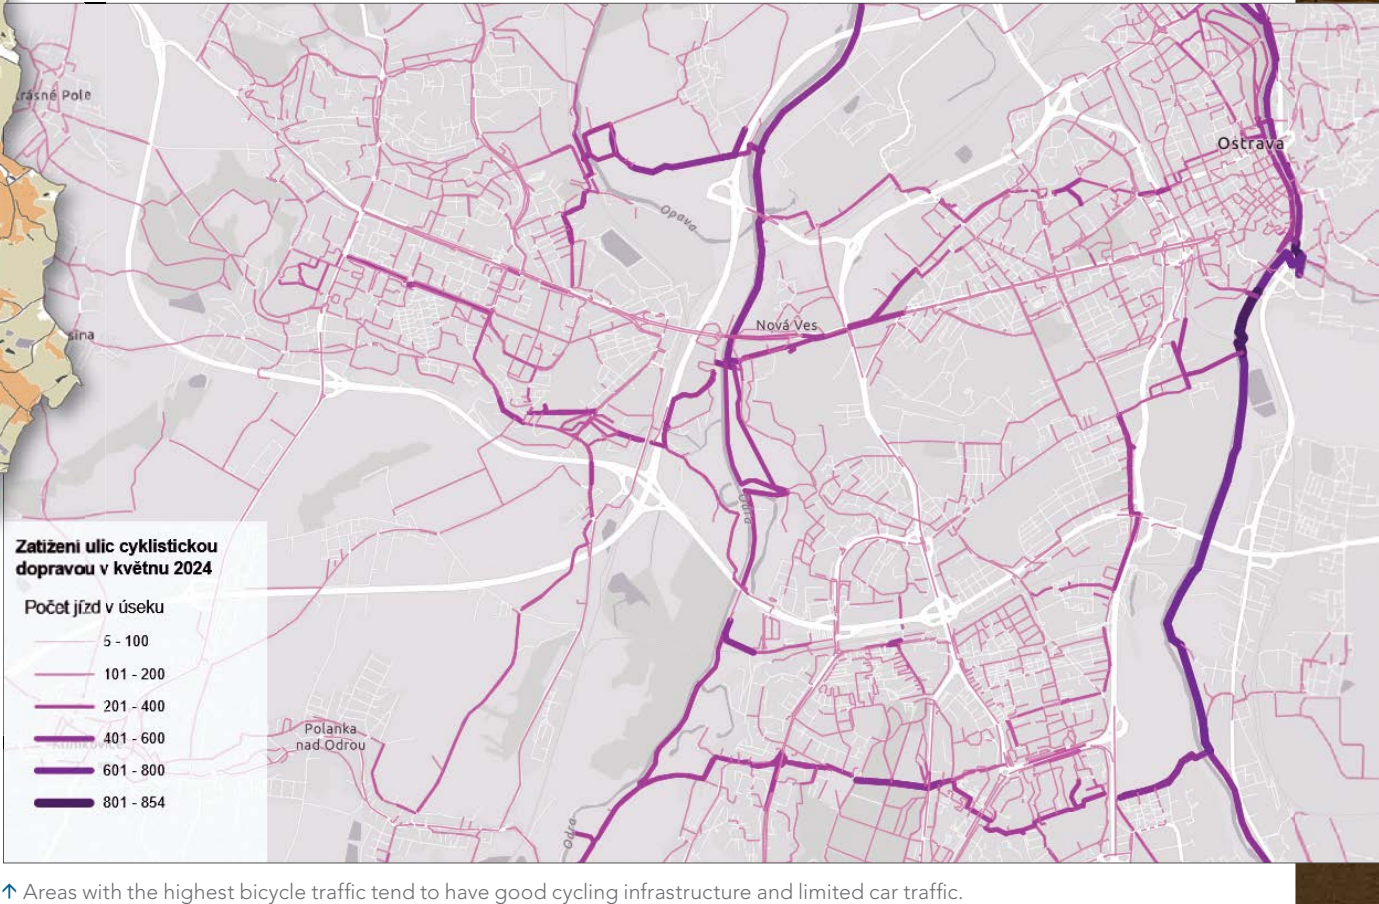 Krásné Pole
Ostrava
Opava
Nová Ves
sina
Odra
Zatížení ulic cyklistickou
dopravou v květnu 2024
Počet jízd v úseku
5 - 100
101 - 200
201 - 400
401 - 600
601 - 800
801 - 854
Klimkovice
Polanka
nad Odrou
Odra
↑ Areas with the highest bicycle traffic tend to have good cycling infrastructure and limited car traffic.